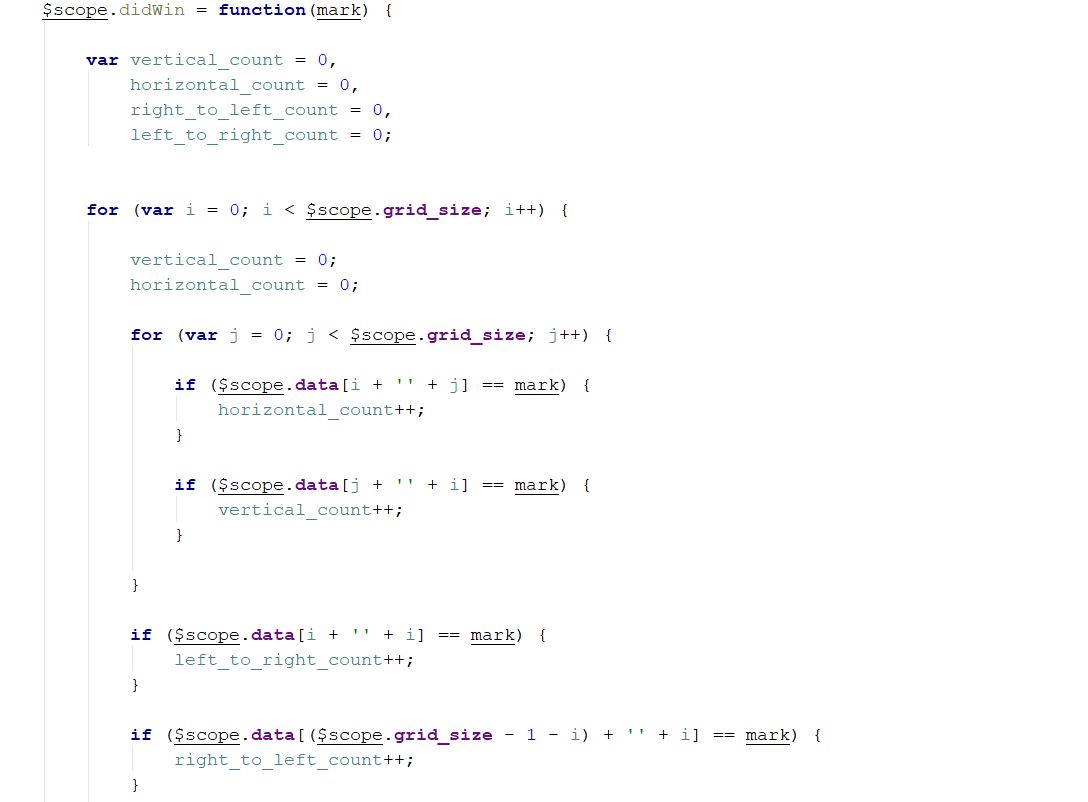 $scope.didWin = function(mark) {
var vertical_count = 0,
horizontal_count = 0,
right_to_left_count = 0,
left_to_right_count = 0;
for (var i = 0; i < $scope.grid_size; i++) {
vertical_count = 0;
horizontal_count = 0;
for (var j = 0; j < $scope.grid_size; j++) {
if ($scope.data[i + '' + j] == mark) {
horizontal_count++;
}
if ($scope.data[j + '' + i] == mark) {
vertical_count++;
}
}
if ($scope.data[i + '' + i] == mark) {
left_to_right_count++;
}
if ($scope.data[($scope.grid_size - 1 - i) + '' + i] == mark) {
right_to_left_count++;
}